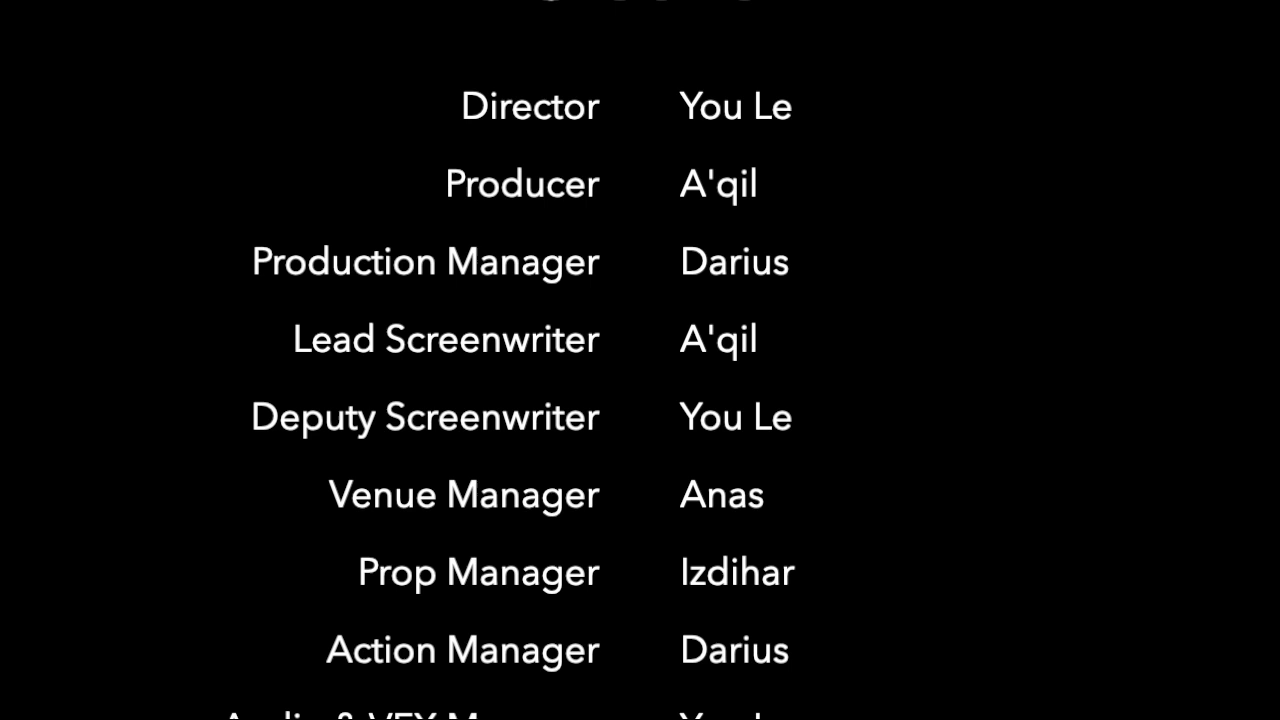 Director You Le
Producer A'qil
Production Manager Darius
Lead Screenwriter A'qil
Deputy Screenwriter You Le
Venue Manager Anas
Prop Manager Izdihar
Action Manager Darius